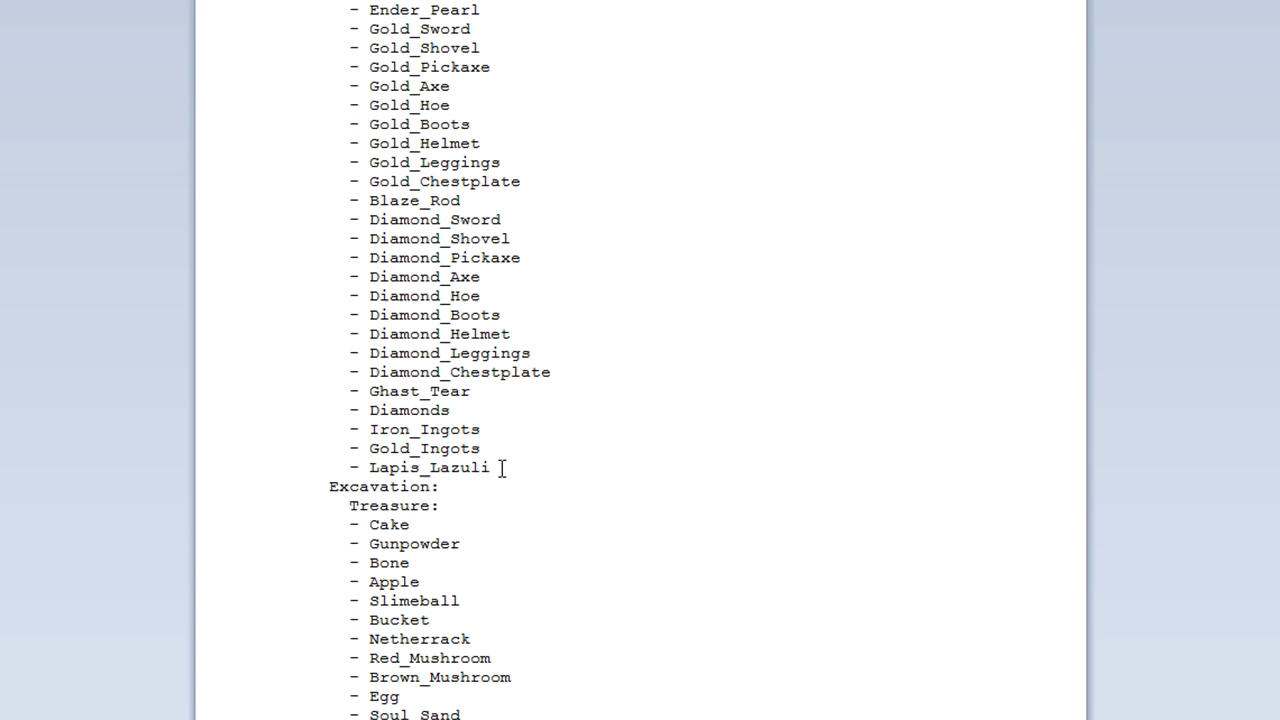 - Ender_Pearl
- Gold_Sword
- Gold_Shovel
- Gold_Pickaxe
- Gold_Axe
- Gold_Hoe
- Gold_Boots
- Gold_Helmet
- Gold_Leggings
- Gold_Chestplate
- Blaze_Rod
- Diamond_Sword
- Diamond_Shovel
- Diamond_Pickaxe
- Diamond_Axe
- Diamond_Hoe
- Diamond_Boots
- Diamond_Helmet
- Diamond_Leggings
- Diamond_Chestplate
- Ghast_Tear
- Diamonds
- Iron_Ingots
- Gold_Ingots
- Lapis_Lazuli
Excavation:
Treasure:
- Cake
- Gunpowder
- Bone
- Apple
- Slimeball
- Bucket
- Netherrack
- Red_Mushroom
- Brown_Mushroom
- Egg
- Soul_Sand